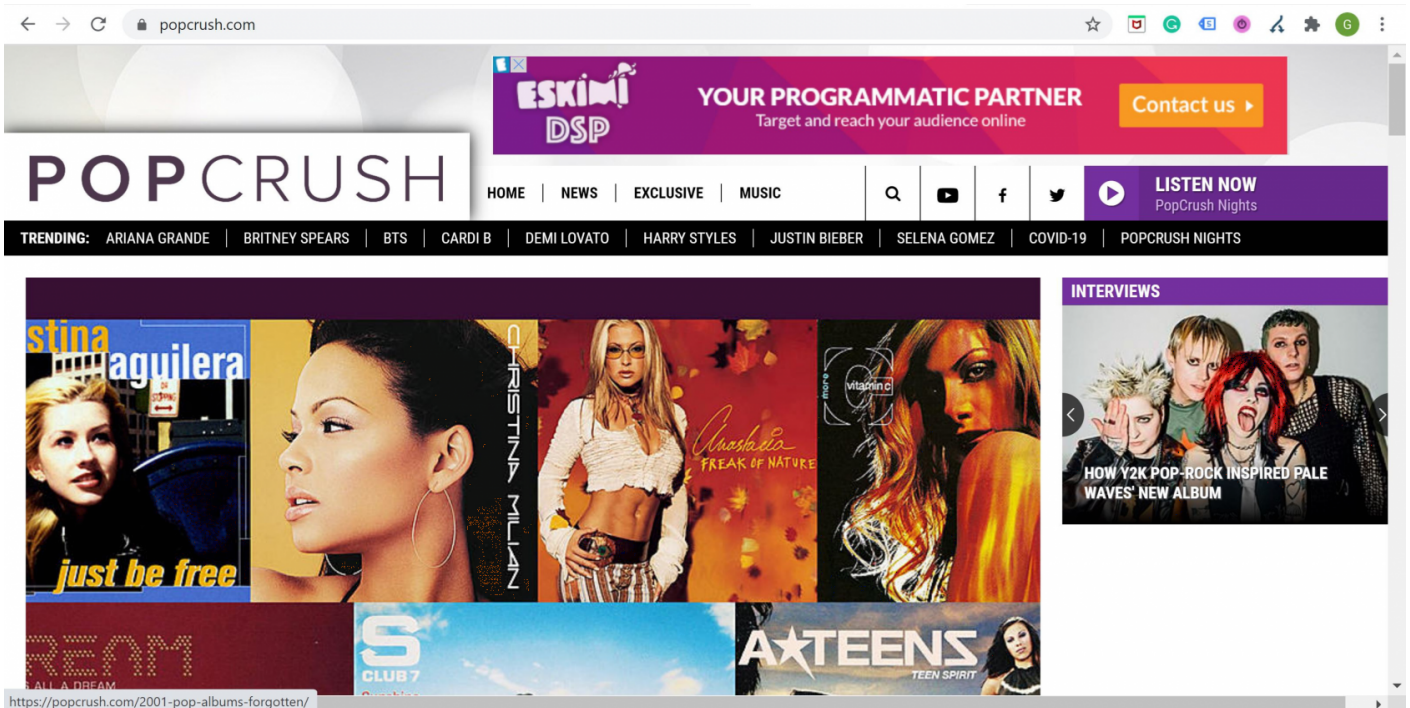 popcrush.com
G
ESKIMI
DSP
YOUR PROGRAMMATIC PARTNER
Target and reach your audience online
Contact us
POPCRUSH
HOME | NEWS | EXCLUSIVE | MUSIC
LISTEN NOW
PopCrush Nights
TRENDING: ARIANA GRANDE | BRITNEY SPEARS | BTS | CARDI B | DEMI LOVATO | HARRY STYLES | JUSTIN BIEBER | SELENA GOMEZ | COVID-19 | POPCRUSH NIGHTS
INTERVIEWS
stina
aguilera
just be free
CHRISTINA MILIAN
Anastacia
FREAK OF NATURE
more
vitamin c
HOW Y2K POP-ROCK INSPIRED PALE
WAVES' NEW ALBUM
REAM
S ALL A DREAM
S
CLUB 7
A★TEENS
TEEN SPIRIT
https://popcrush.com/2001-pop-albums-forgotten/